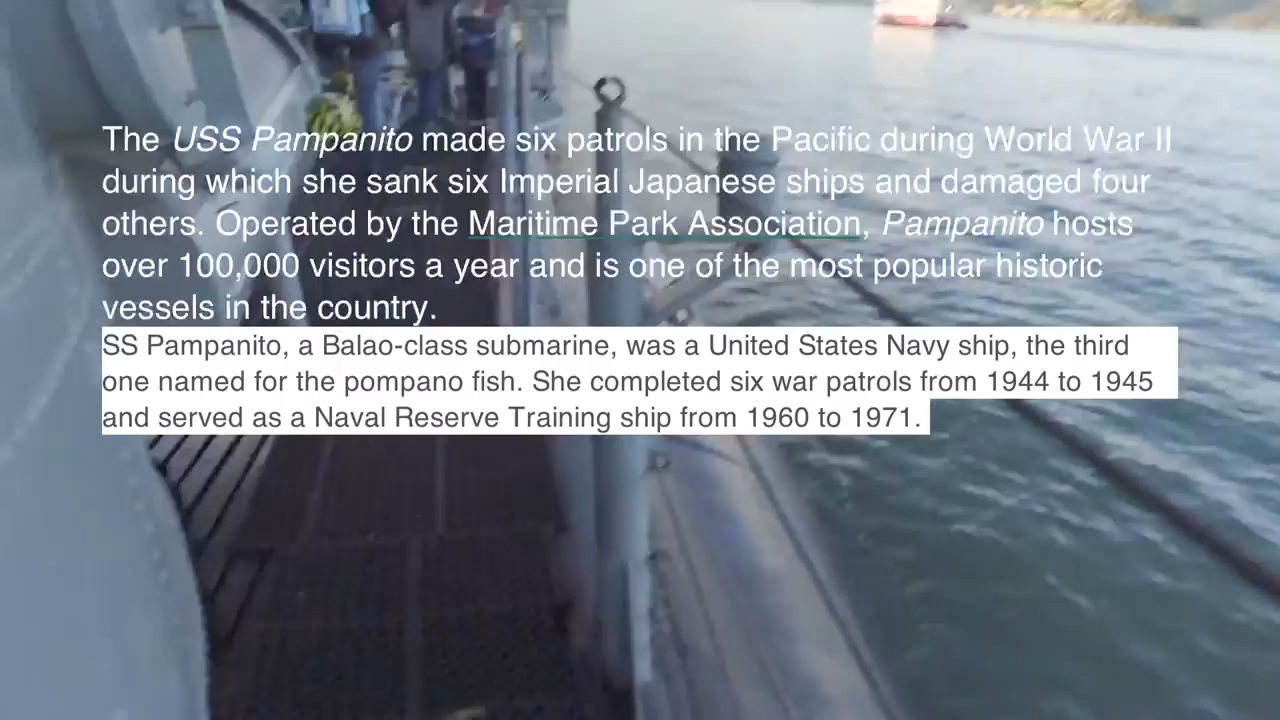 The USS Pampanito made six patrols in the Pacific during World War II
during which she sank six Imperial Japanese ships and damaged four
others. Operated by the Maritime Park Association, Pampanito hosts
over 100,000 visitors a year and is one of the most popular historic
vessels in the country.
SS Pampanito, a Balao-class submarine, was a United States Navy ship, the third
one named for the pompano fish. She completed six war patrols from 1944 to 1945
and served as a Naval Reserve Training ship from 1960 to 1971.